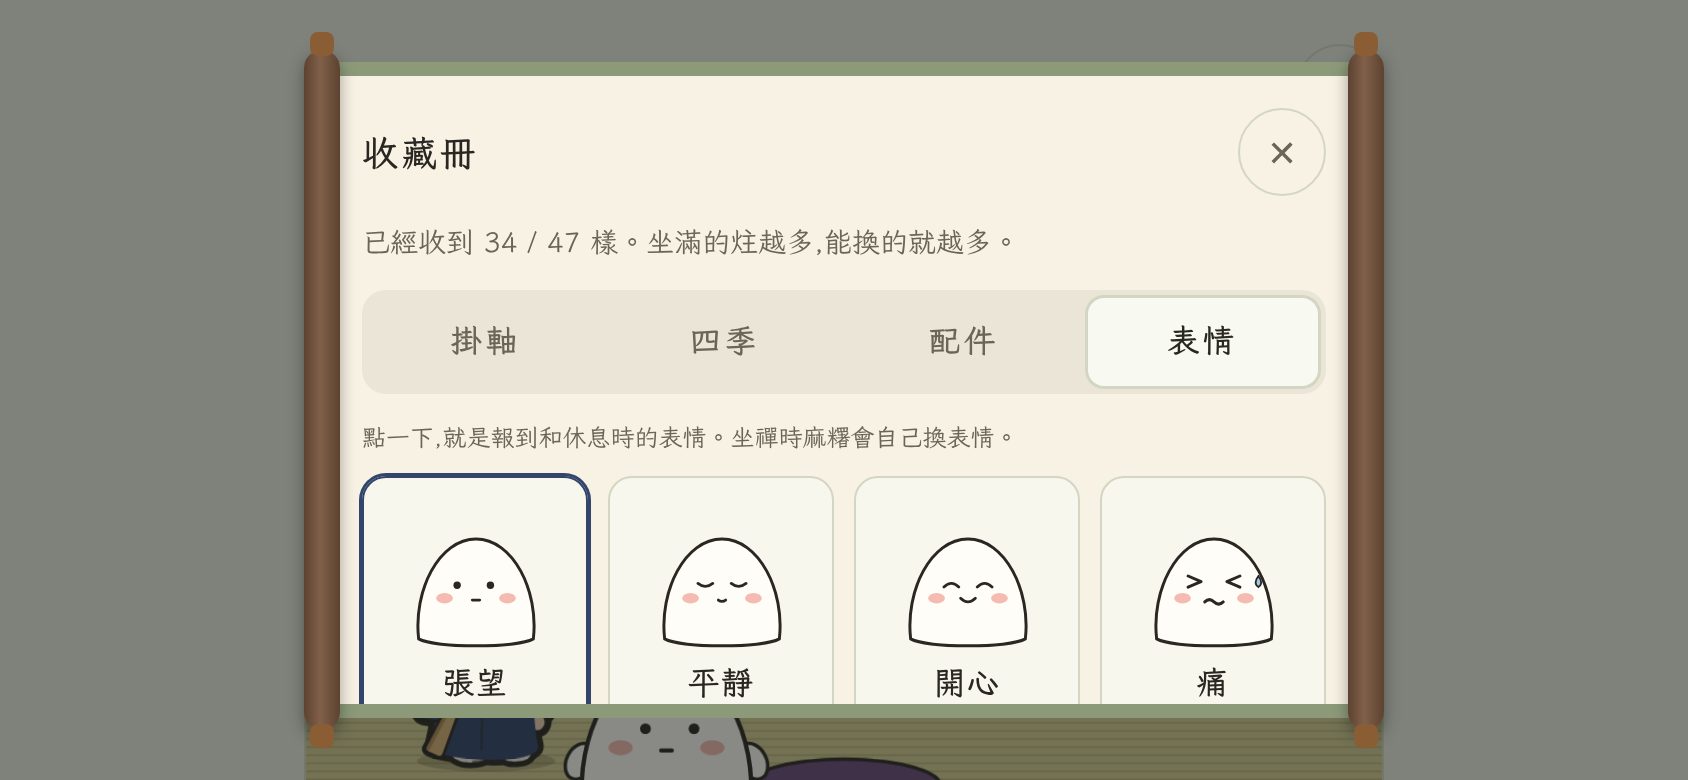 收藏冊
已經收到 34 / 47 樣。坐滿的炷越多,能換的就越多。
掛軸 四季 配件 表情
點一下,就是報到和休息時的表情。坐禪時麻糬會自己換表情。
張望 平靜 開心 痛